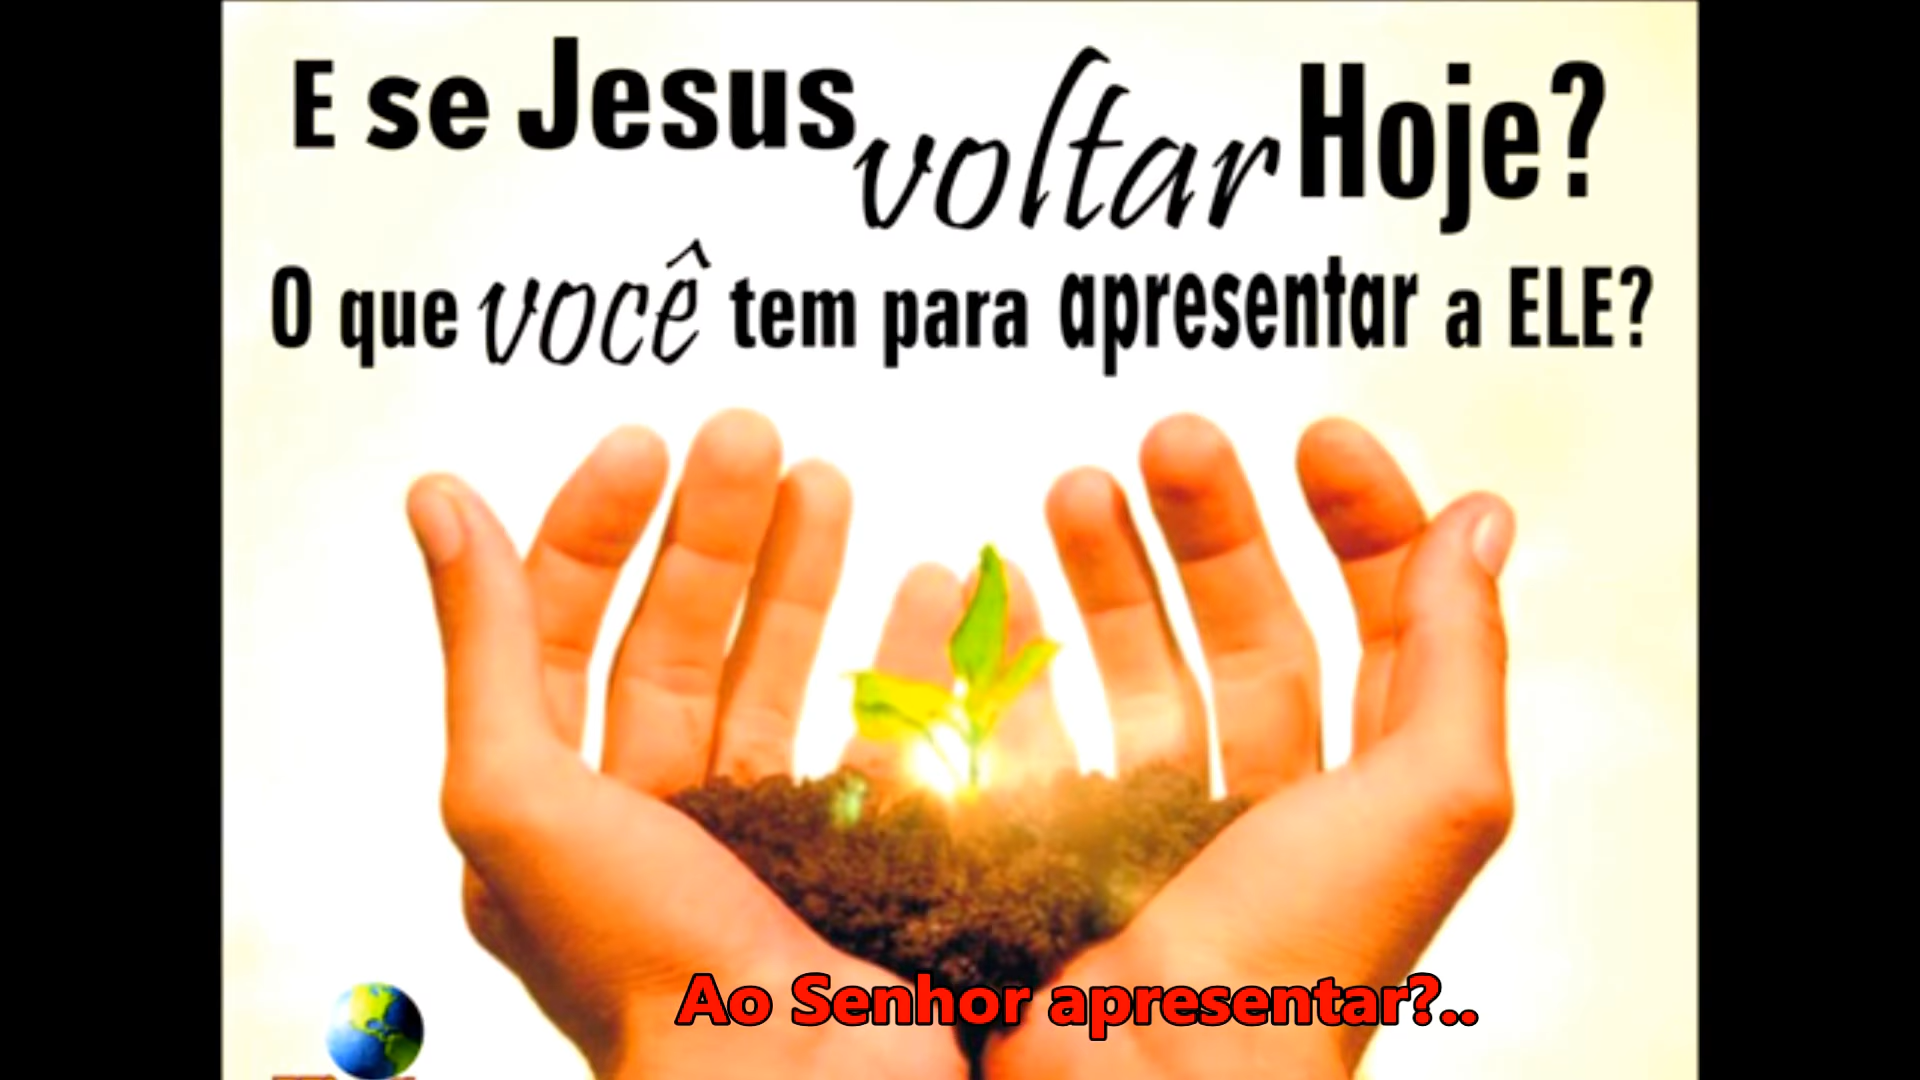 E se Jesus voltar Hoje?
O que você tem para apresentar a ELE?
Ao Senhor apresentar?..